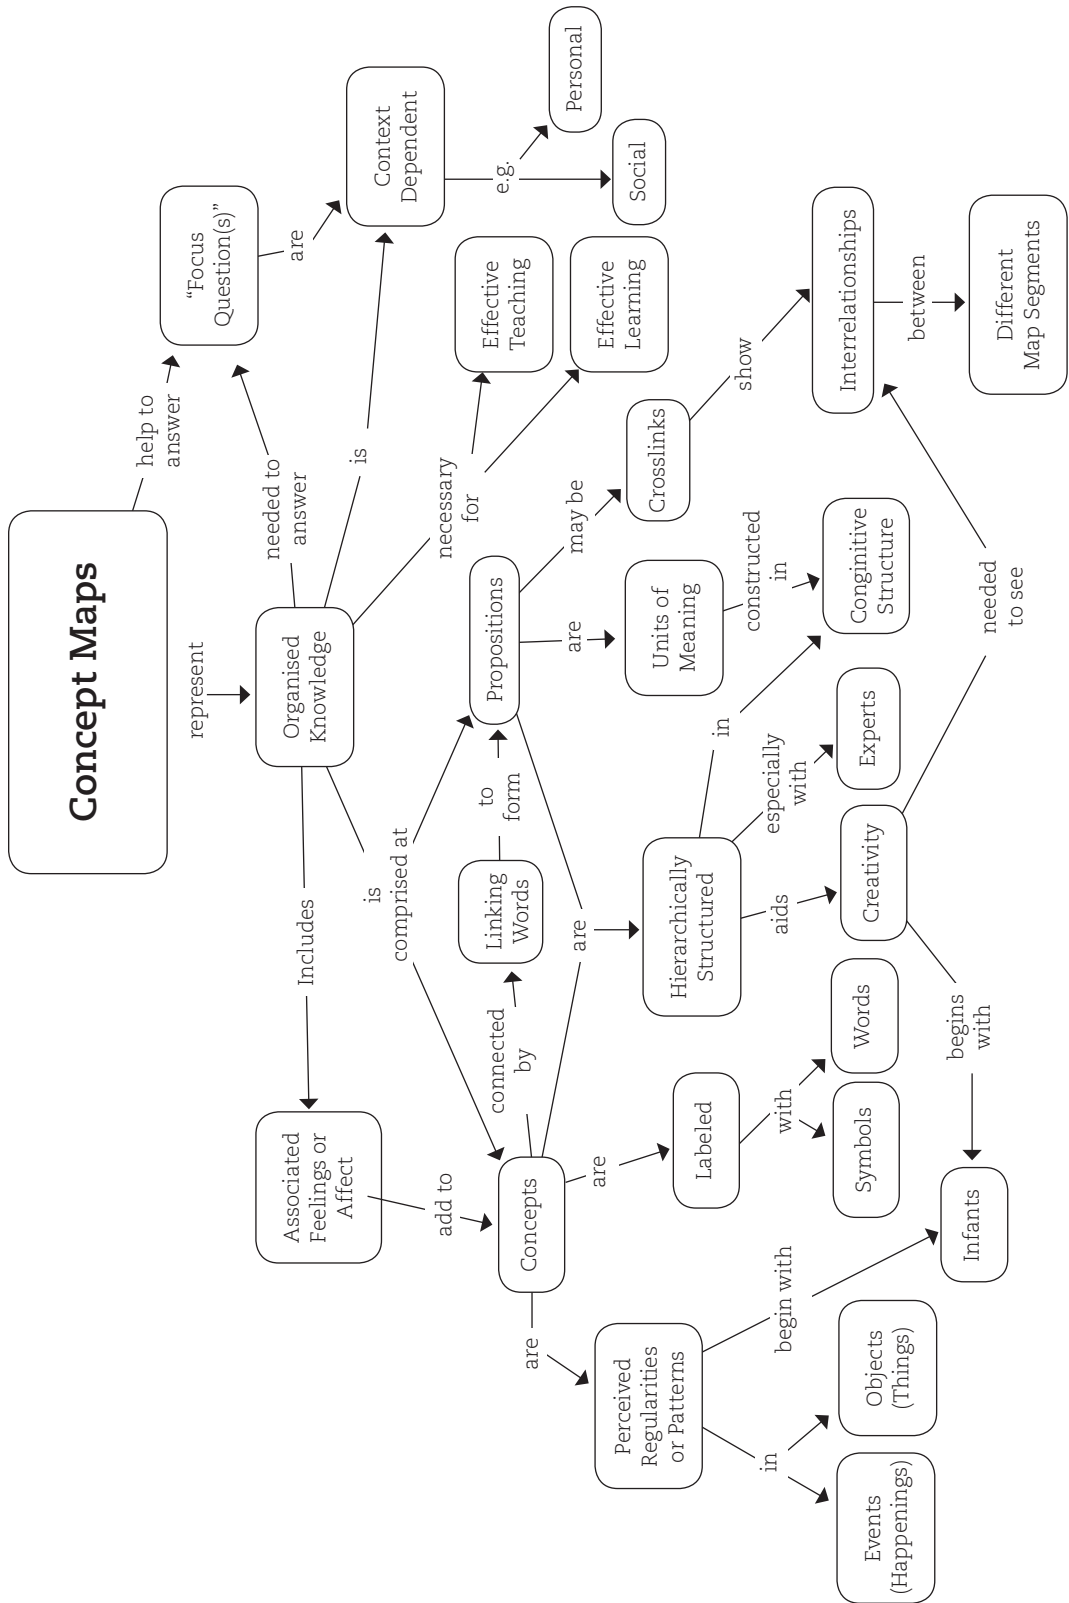 Concept Maps
represent
help to
answer
"Focus
Question(s)"
needed to
answer
are
Organised
Knowledge
is
Context
Dependent
e.g.
Personal
Social
Includes
Associated
Feelings or
Affect
add to
is
comprised at
necessary
for
Effective
Teaching
Effective
Learning
Concepts
connected
by
Linking
Words
to
form
Propositions
may be
Crosslinks
show
are
Units of
Meaning
constructed
in
are
Perceived
Regularities
or Patterns
are
Labeled
are
Hierarchically
Structured
in
Conginitive
Structure
especially
with
Experts
aids
Creativity
with
Symbols
Words
in
Events
(Happenings)
Objects
(Things)
begin with
Infants
begins
with
needed
to see
Interrelationships
between
Different
Map Segments